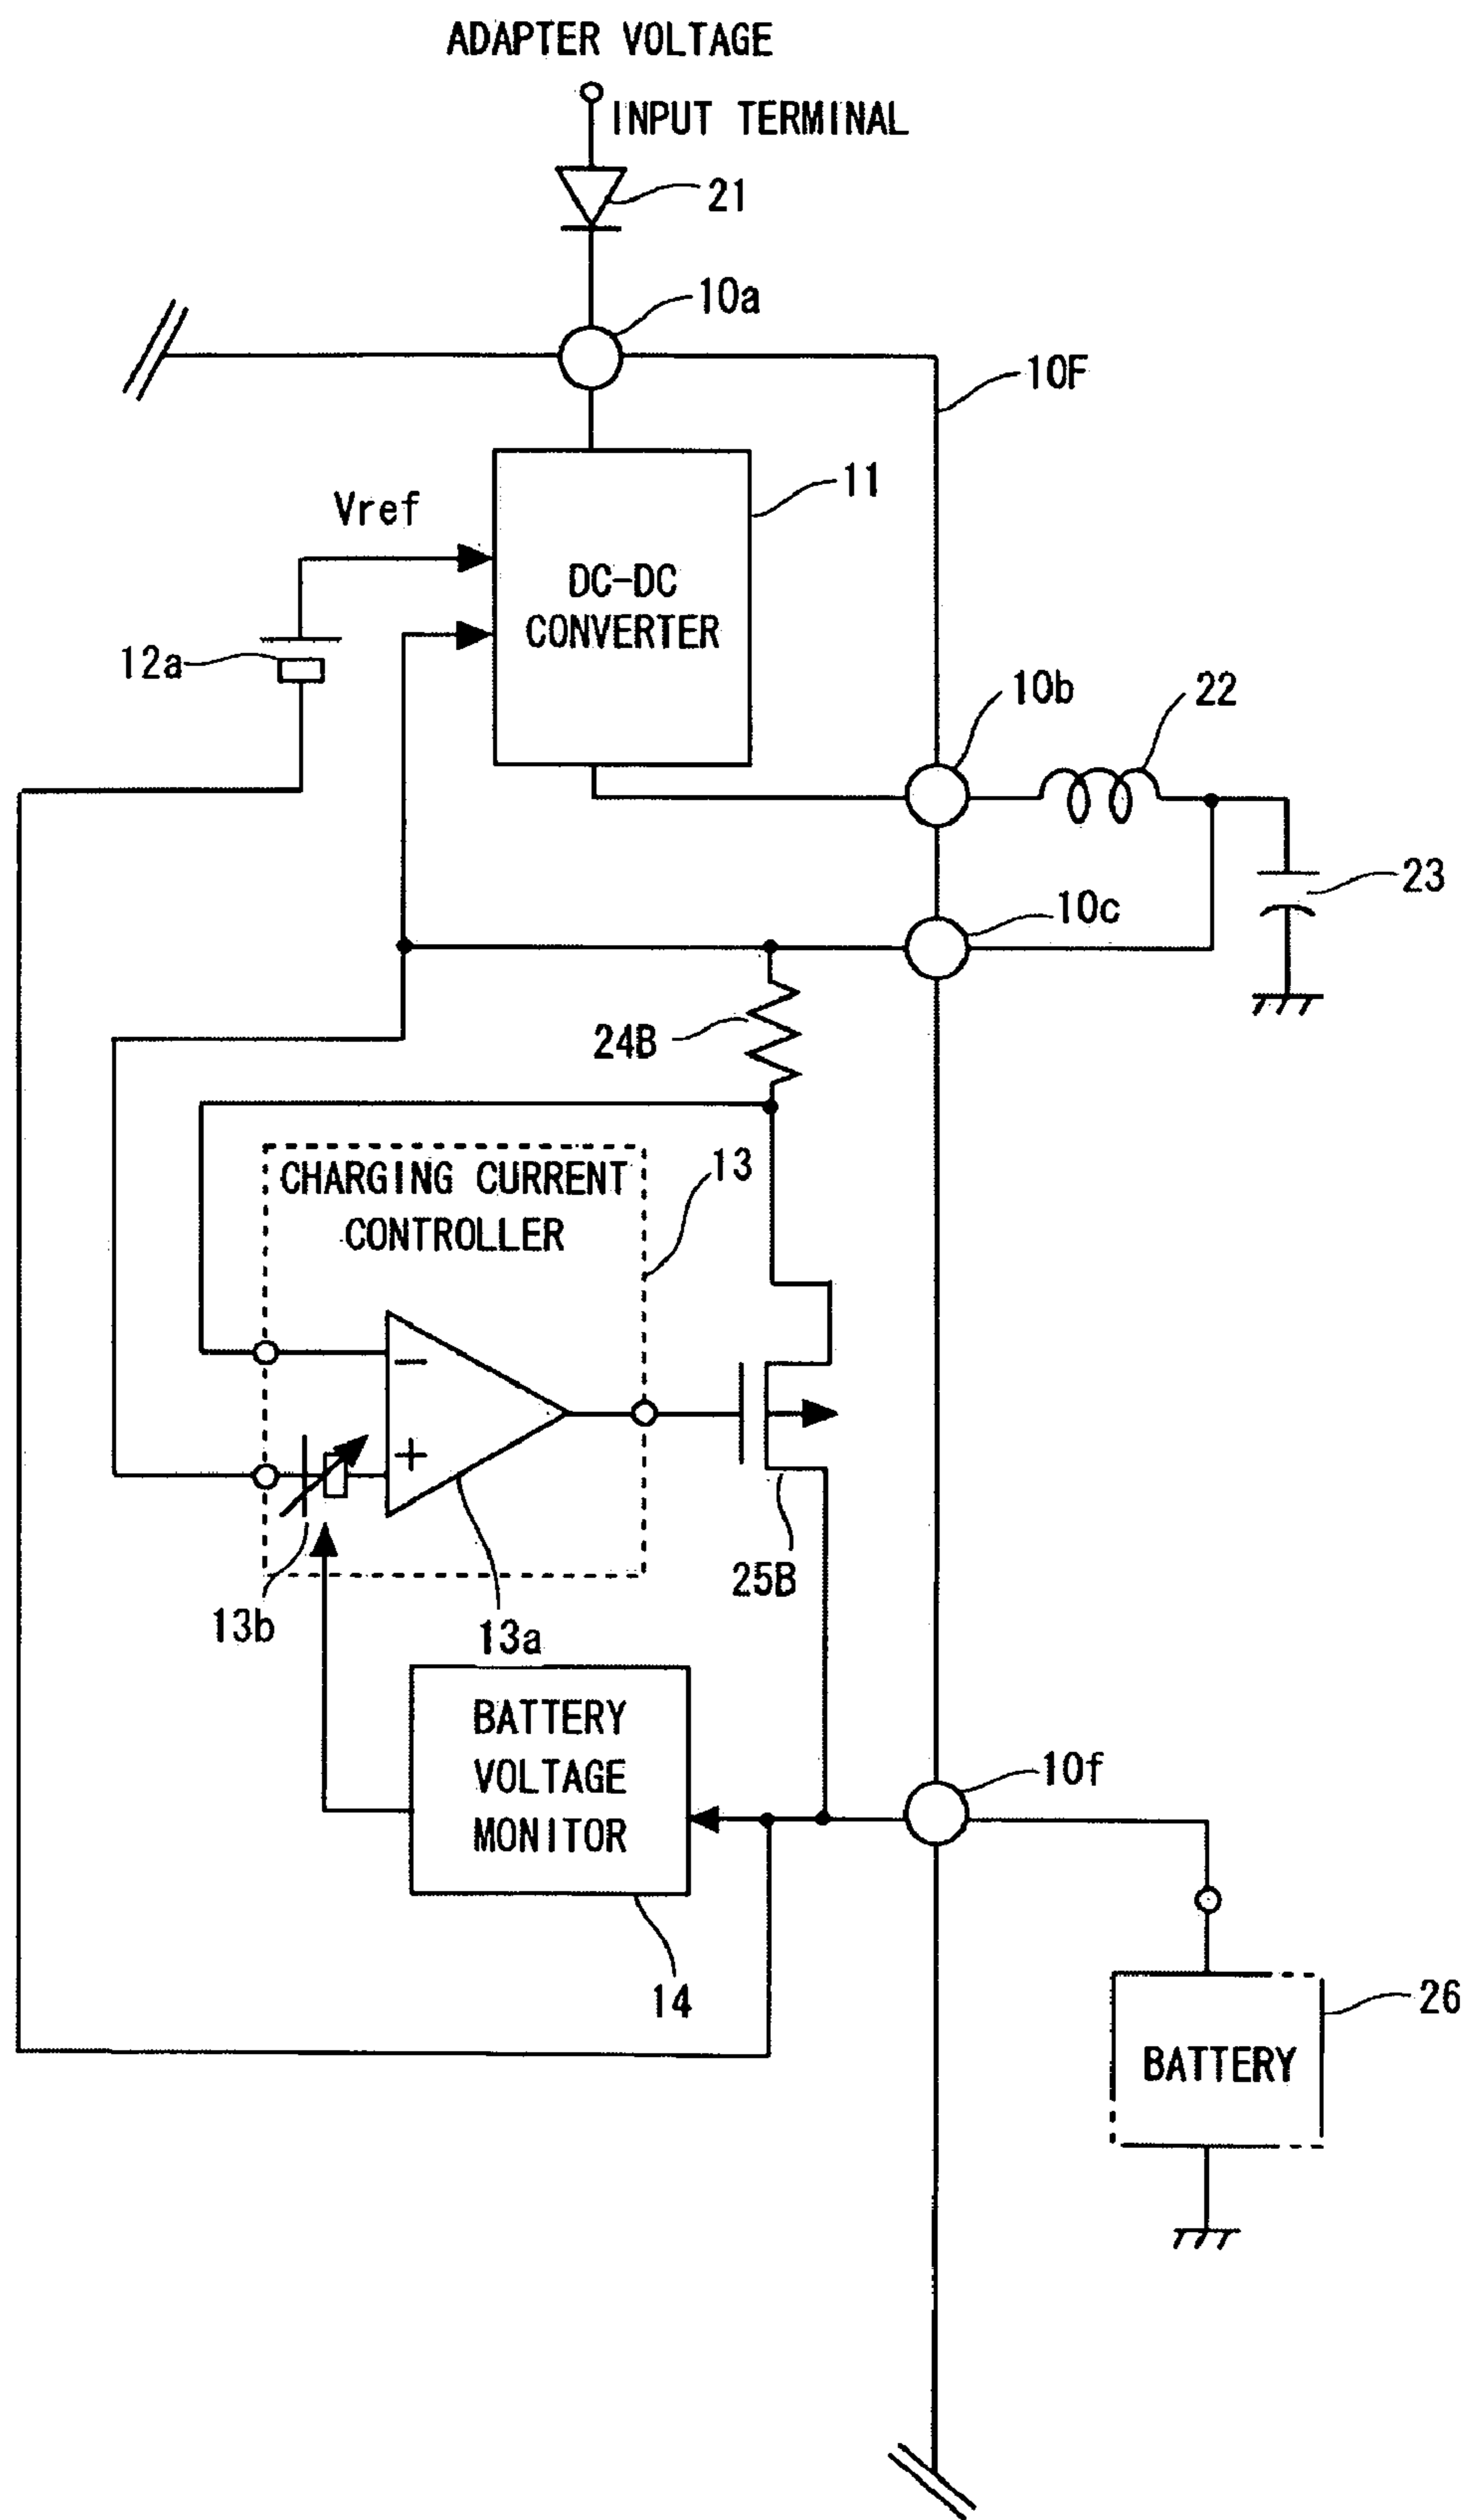 ADAPTER VOLTAGE
INPUT TERMINAL
21
10a
10F
11
Vref
DC-DC
CONVERTER
12a
10b
22
23
10c
24B
CHARGING CURRENT
CONTROLLER
13
−
+
25B
13b
13a
BATTERY
VOLTAGE
MONITOR
10f
14
26
BATTERY